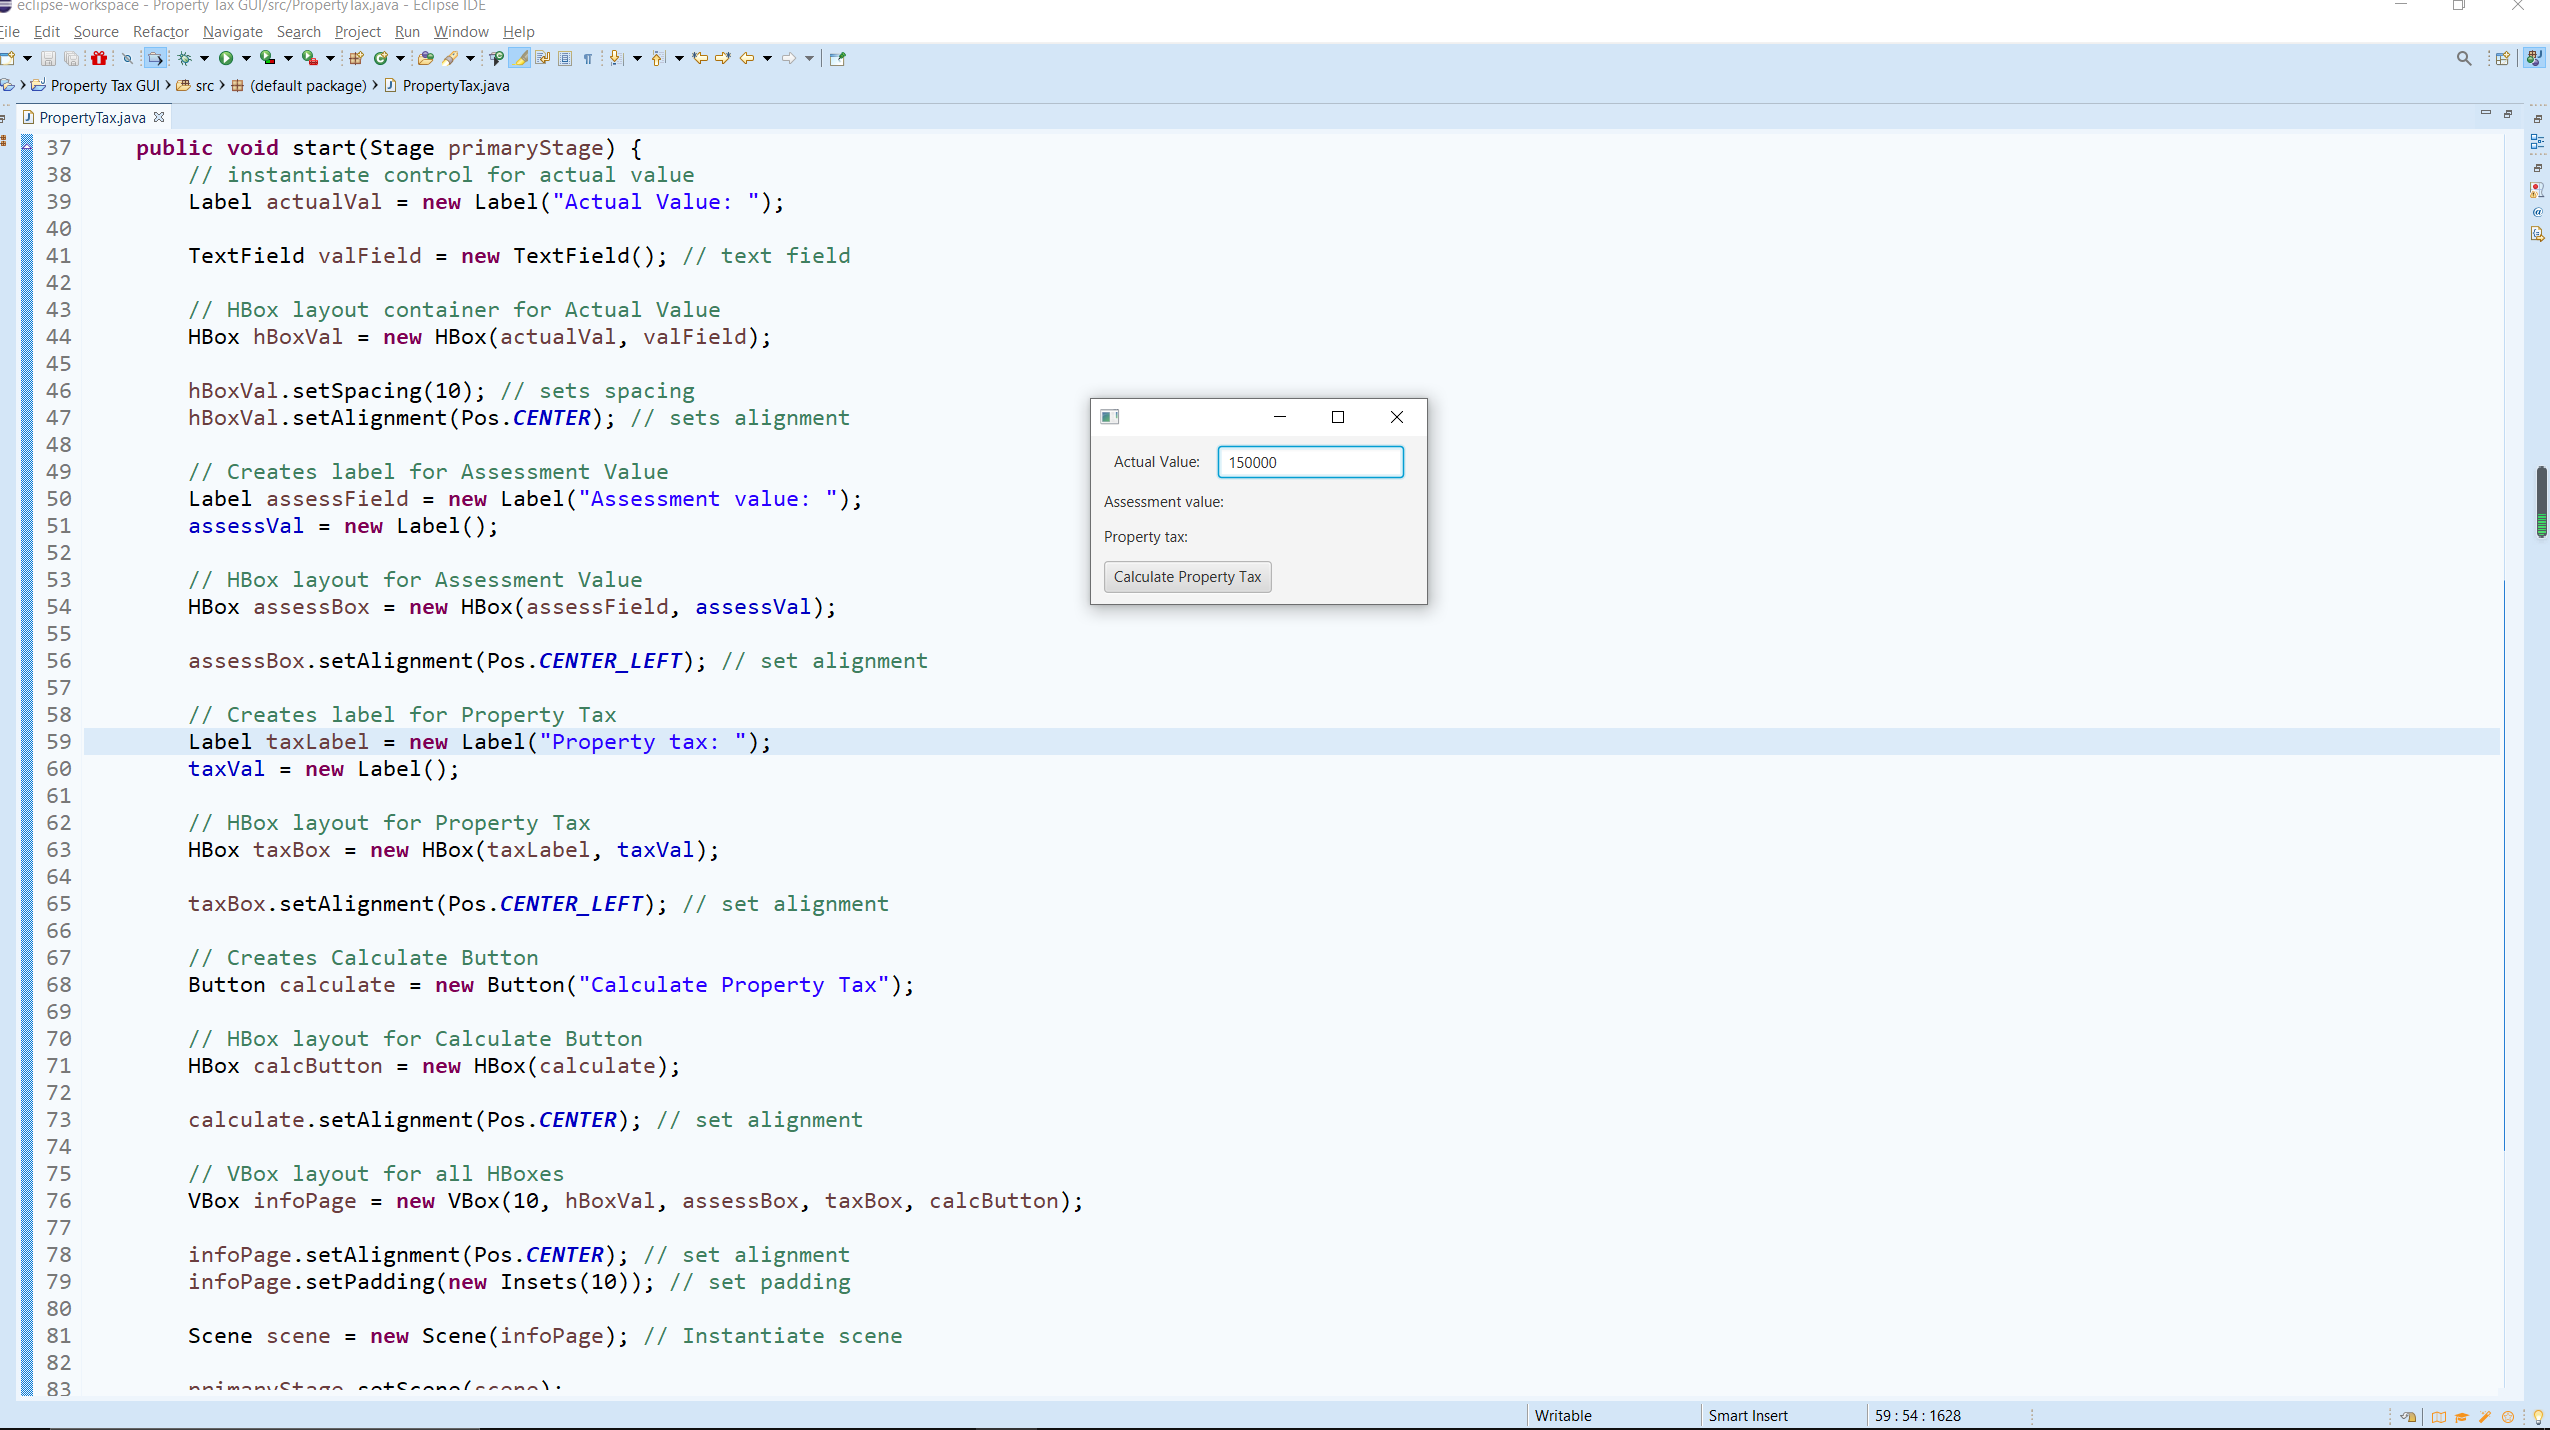 eclipse-workspace - Property Tax GUI/src/PropertyTax.java - Eclipse IDE
File Edit Source Refactor Navigate Search Project Run Window Help
Property Tax GUI src (default package) PropertyTax.java
PropertyTax.java
37 public void start(Stage primaryStage) {
38 // instantiate control for actual value
39 Label actualVal = new Label("Actual Value: ");
40
41 TextField valField = new TextField(); // text field
42
43 // HBox layout container for Actual Value
44 HBox hBoxVal = new HBox(actualVal, valField);
45
46 hBoxVal.setSpacing(10); // sets spacing
47 hBoxVal.setAlignment(Pos.CENTER); // sets alignment
48
49 // Creates label for Assessment Value
50 Label assessField = new Label("Assessment value: ");
51 assessVal = new Label();
52
53 // HBox layout for Assessment Value
54 HBox assessBox = new HBox(assessField, assessVal);
55
56 assessBox.setAlignment(Pos.CENTER_LEFT); // set alignment
57
58 // Creates label for Property Tax
59 Label taxLabel = new Label("Property tax: ");
60 taxVal = new Label();
61
62 // HBox layout for Property Tax
63 HBox taxBox = new HBox(taxLabel, taxVal);
64
65 taxBox.setAlignment(Pos.CENTER_LEFT); // set alignment
66
67 // Creates Calculate Button
68 Button calculate = new Button("Calculate Property Tax");
69
70 // HBox layout for Calculate Button
71 HBox calcButton = new HBox(calculate);
72
73 calculate.setAlignment(Pos.CENTER); // set alignment
74
75 // VBox layout for all HBoxes
76 VBox infoPage = new VBox(10, hBoxVal, assessBox, taxBox, calcButton);
77
78 infoPage.setAlignment(Pos.CENTER); // set alignment
79 infoPage.setPadding(new Insets(10)); // set padding
80
81 Scene scene = new Scene(infoPage); // Instantiate scene
82
83 primaryStage.setScene(scene);
Actual Value: 150000
Assessment value:
Property tax:
Calculate Property Tax
Writable Smart Insert 59 : 54 : 1628